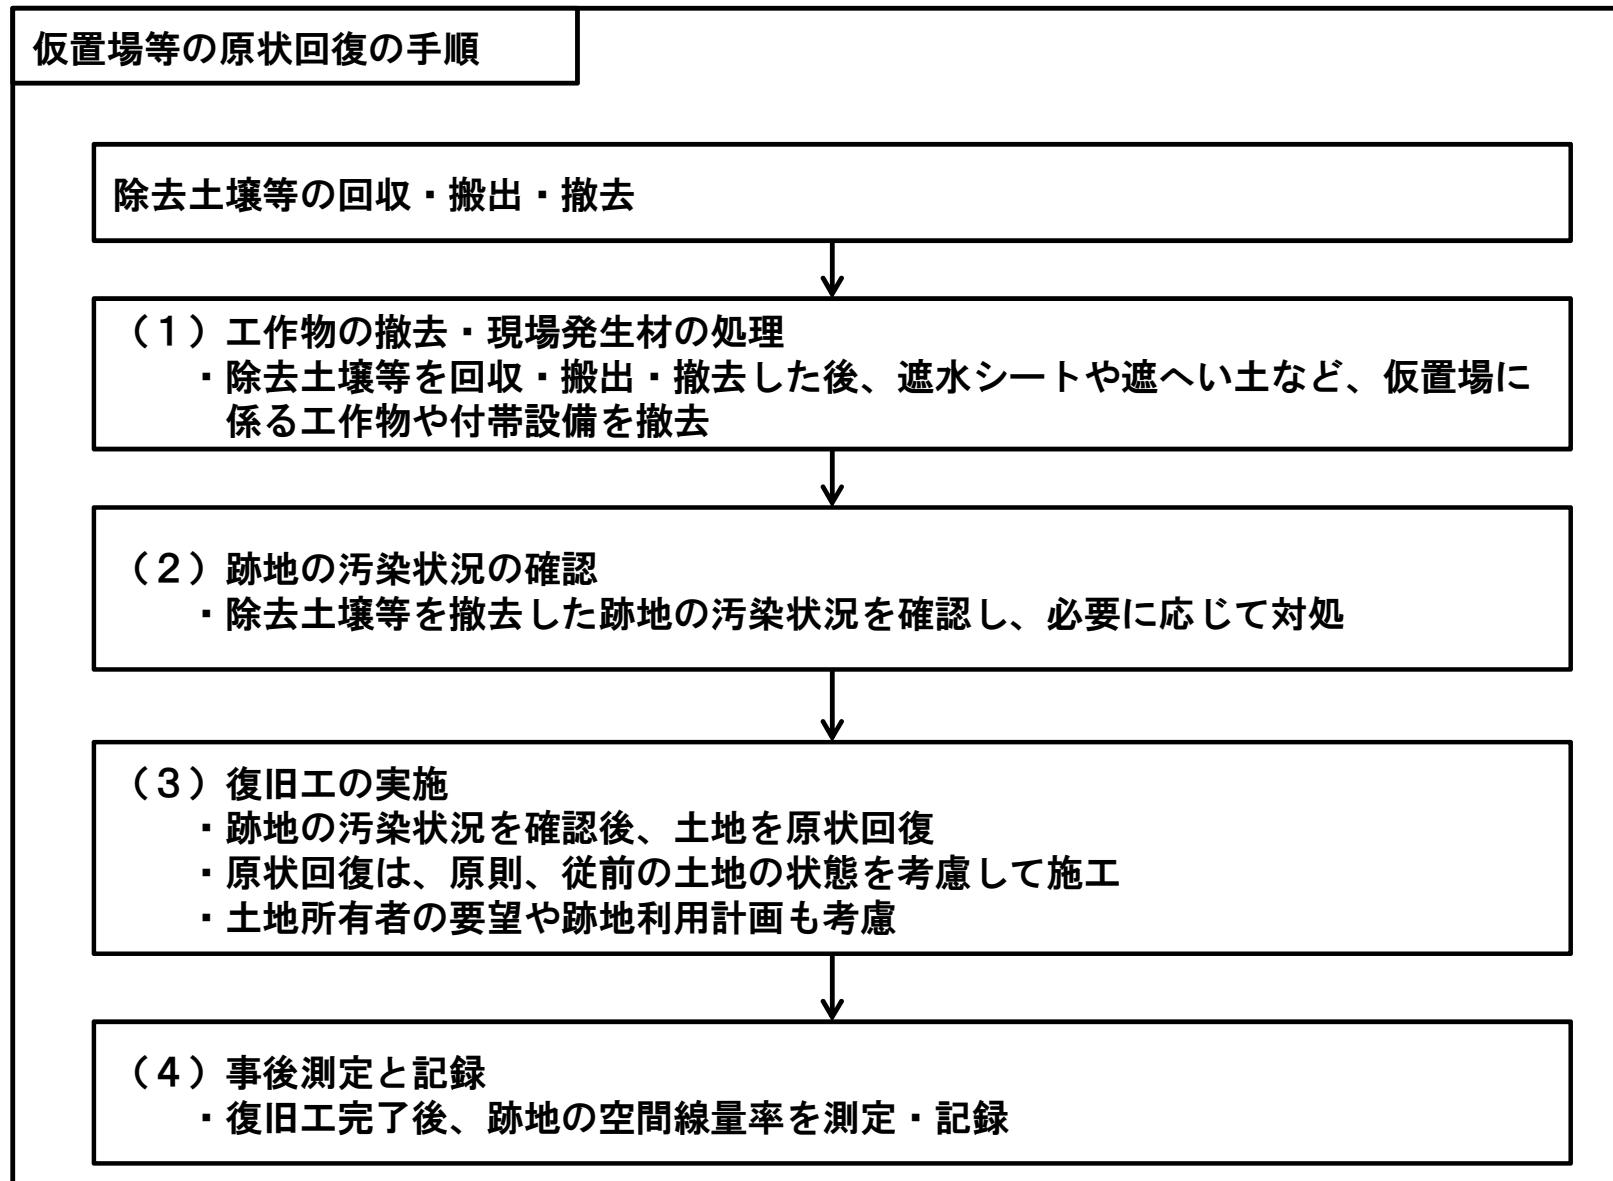 仮置場等の原状回復の手順
除去土壌等の回収・搬出・撤去
（１）工作物の撤去・現場発生材の処理
・除去土壌等を回収・搬出・撤去した後、遮水シートや遮へい土など、仮置場に
係る工作物や付帯設備を撤去
（２）跡地の汚染状況の確認
・除去土壌等を撤去した跡地の汚染状況を確認し、必要に応じて対処
（３）復旧工の実施
・跡地の汚染状況を確認後、土地を原状回復
・原状回復は、原則、従前の土地の状態を考慮して施工
・土地所有者の要望や跡地利用計画も考慮
（４）事後測定と記録
・復旧工完了後、跡地の空間線量率を測定・記録